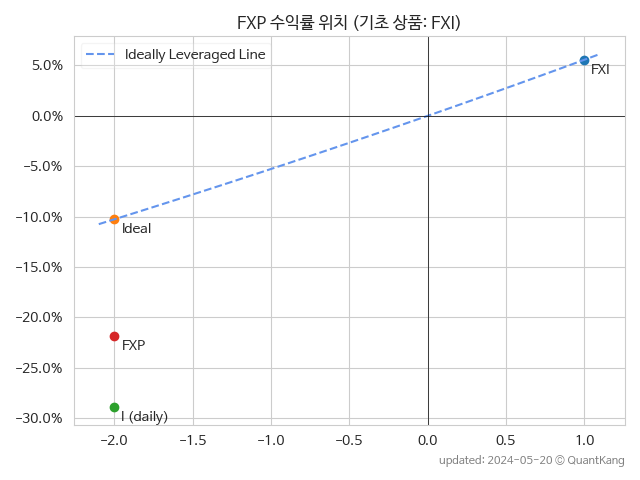 FXP 수익률 위치 (기초 상품: FXI)
Ideally Leveraged Line
5.0%
FXI
0.0%
-5.0%
-10.0%
Ideal
-15.0%
-20.0%
FXP
-25.0%
I (daily)
-30.0%
-2.0 -1.5 -1.0 -0.5 0.0 0.5 1.0
updated: 2024-05-20 © QuantKang